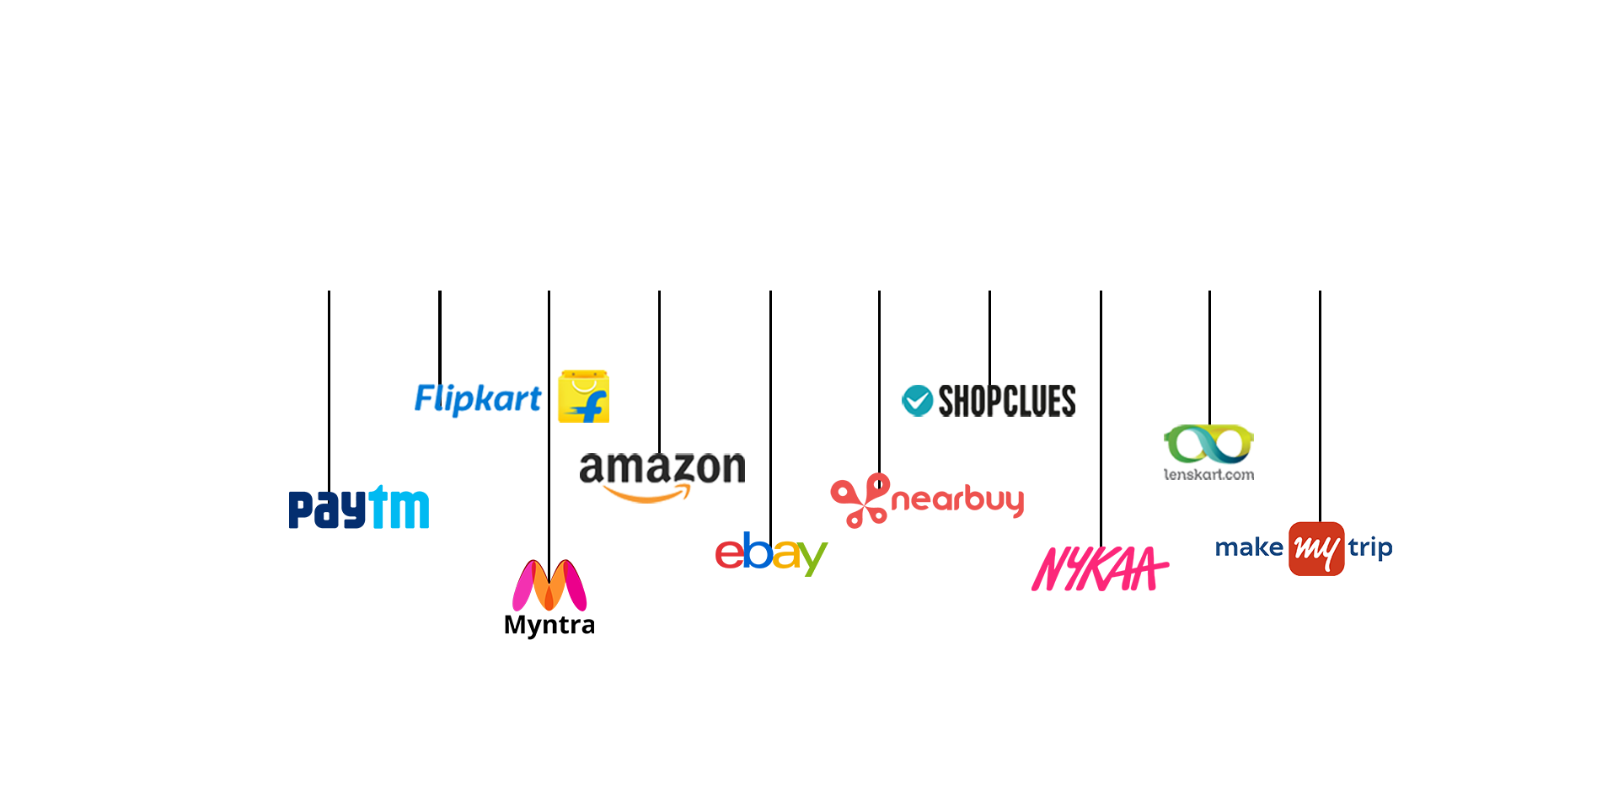 paytm
Flipkart
Myntra
amazon
ebay
nearbuy
SHOPCLUES
NYKAA
lenskart.com
make my trip